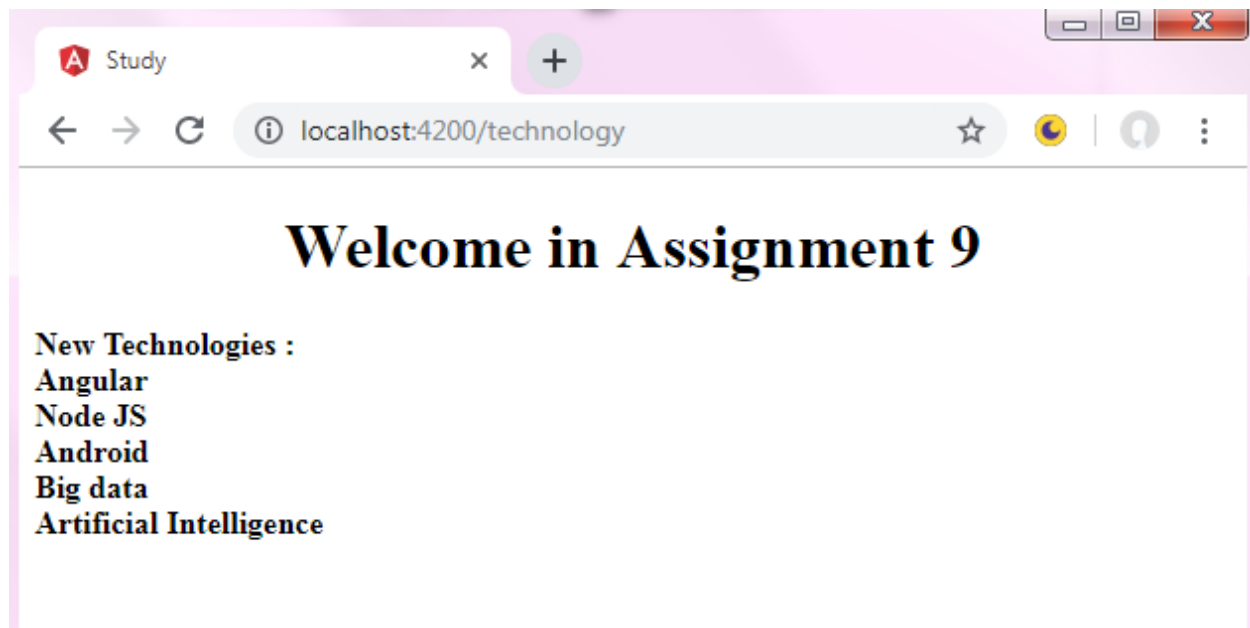 Study
localhost:4200/technology
Welcome in Assignment 9
New Technologies :
Angular
Node JS
Android
Big data
Artificial Intelligence